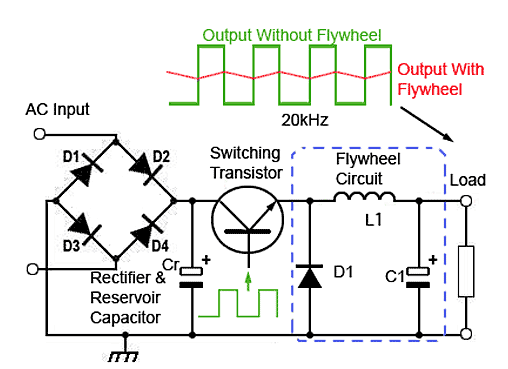 Output Without Flywheel
Output With
Flywheel
20kHz
AC Input
D1
D2
D3
D4
Switching
Transistor
Flywheel
Circuit
Load
L1
Cr
+
D1
C1
+
Rectifier &
Reservoir
Capacitor